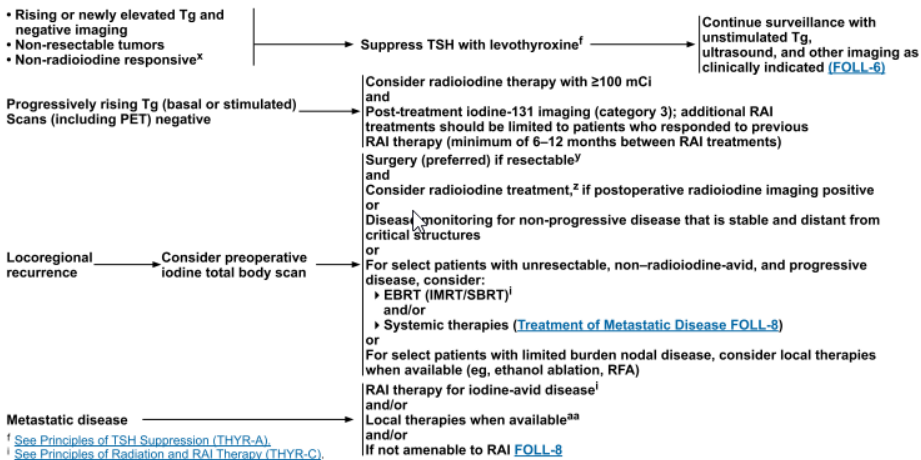 • Rising or newly elevated Tg and
negative imaging
• Non-resectable tumors
• Non-radioiodine responsivex
Suppress TSH with levothyroxinef
Continue surveillance with
unstimulated Tg,
ultrasound, and other imaging as
clinically indicated (FOLL-6)
Progressively rising Tg (basal or stimulated)
Scans (including PET) negative
Consider radioiodine therapy with ≥100 mCi
and
Post-treatment iodine-131 imaging (category 3); additional RAI
treatments should be limited to patients who responded to previous
RAI therapy (minimum of 6–12 months between RAI treatments)
Locoregional
recurrence
Consider preoperative
iodine total body scan
Surgery (preferred) if resectabley
and
Consider radioiodine treatment,z if postoperative radioiodine imaging positive
or
Disease monitoring for non-progressive disease that is stable and distant from
critical structures
or
For select patients with unresectable, non–radioiodine-avid, and progressive
disease, consider:
EBRT (IMRT/SBRT)i
and/or
Systemic therapies (Treatment of Metastatic Disease FOLL-8)
or
For select patients with limited burden nodal disease, consider local therapies
when available (eg, ethanol ablation, RFA)
Metastatic disease
RAI therapy for iodine-avid diseasei
and/or
Local therapies when availableaa
and/or
If not amenable to RAI FOLL-8
f See Principles of TSH Suppression (THYR-A).
i See Principles of Radiation and RAI Therapy (THYR-C).